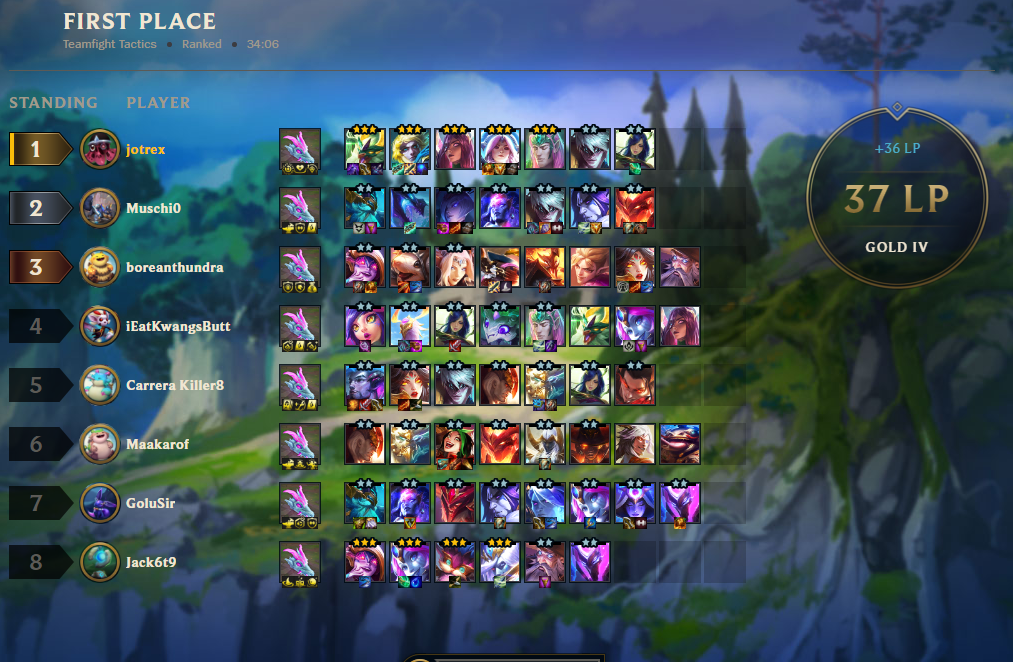 FIRST PLACE
Teamfight Tactics • Ranked • 34:06
STANDING PLAYER
1 jotrex
2 Muschi0
3 boreanthundra
4 iEatKwangsButt
5 Carrera Killer8
6 Maakarof
7 GoluSir
8 Jack6t9
+36 LP
37 LP
GOLD IV